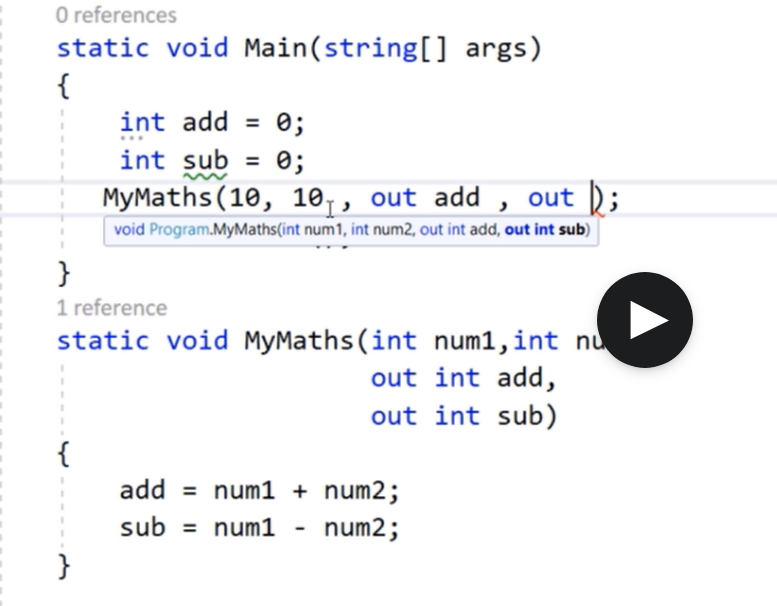 0 references
static void Main(string[] args)
{
int add = 0;
int sub = 0;
MyMaths(10, 10 , out add , out );
void Program.MyMaths(int num1, int num2, out int add, out int sub)
}
1 reference
static void MyMaths(int num1,int
out int add,
out int sub)
{
add = num1 + num2;
sub = num1 - num2;
}